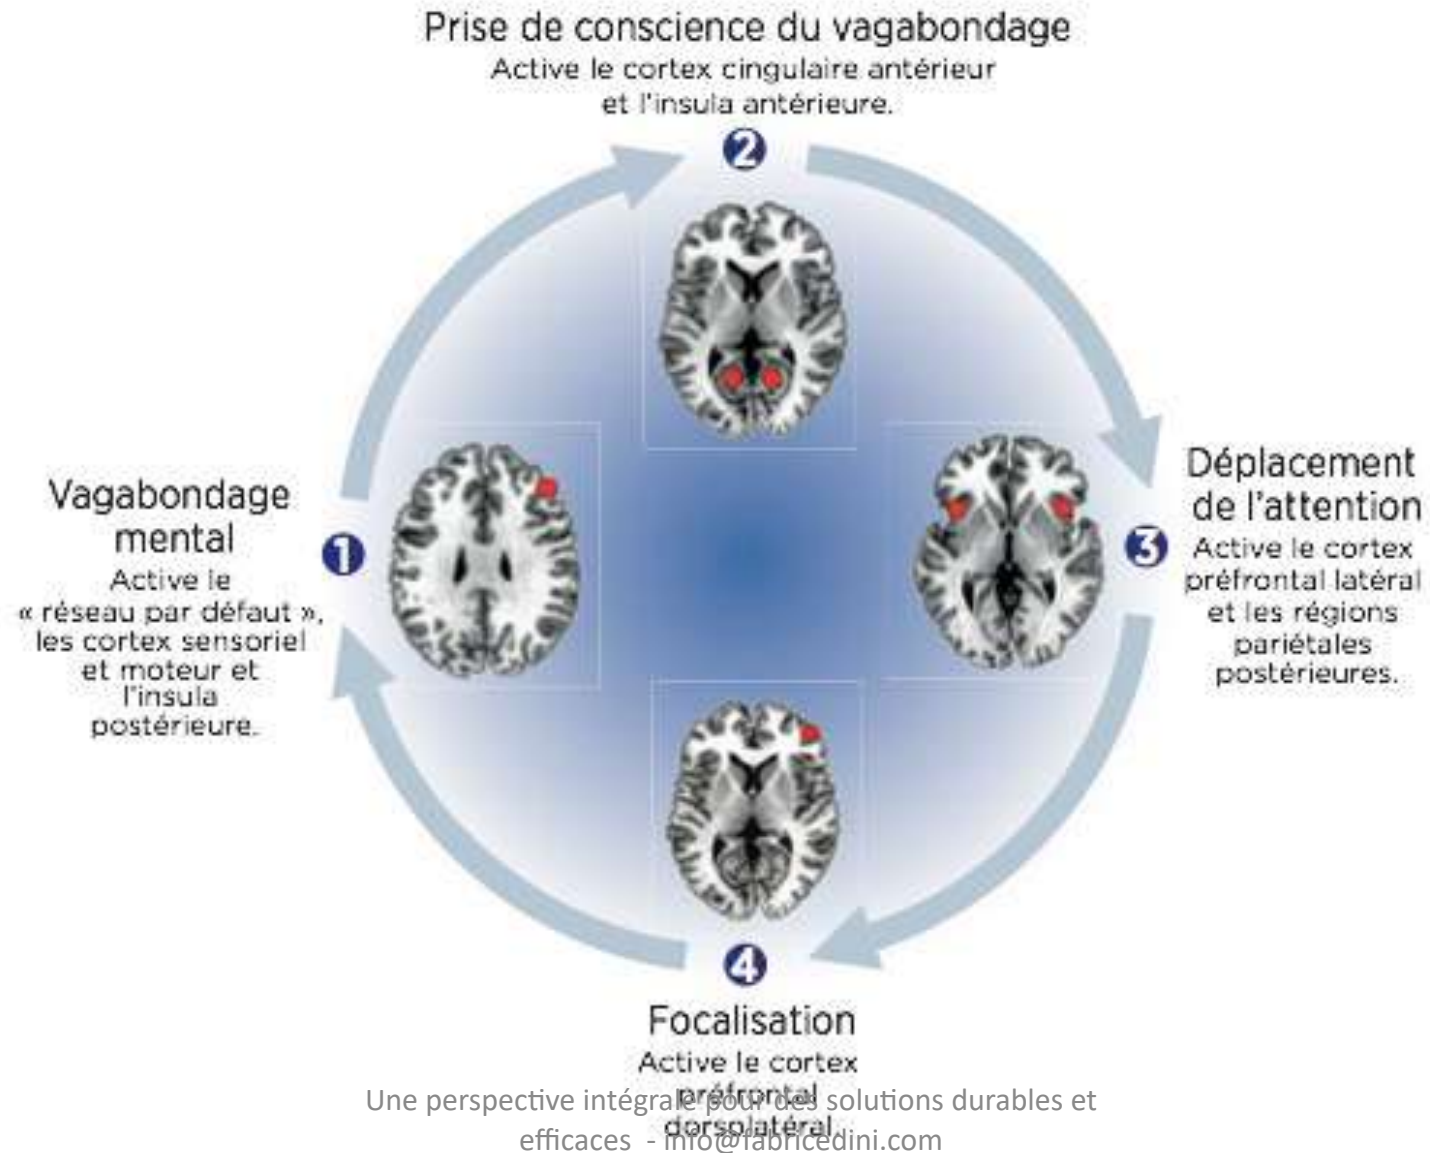 Prise de conscience du vagabondage
Active le cortex cingulaire antérieur
et l'insula antérieure.
2
Vagabondage
mental
1
Active le
« réseau par défaut »,
les cortex sensoriel
et moteur et
l'insula
postérieure.
Déplacement
de l'attention
3
Active le cortex
préfrontal latéral
et les régions
pariétales
postérieures.
4
Focalisation
Active le cortex
préfrontal
dorsolatéral.
Une perspective intégrale pour des solutions durables et
efficaces - info@fabricedini.com